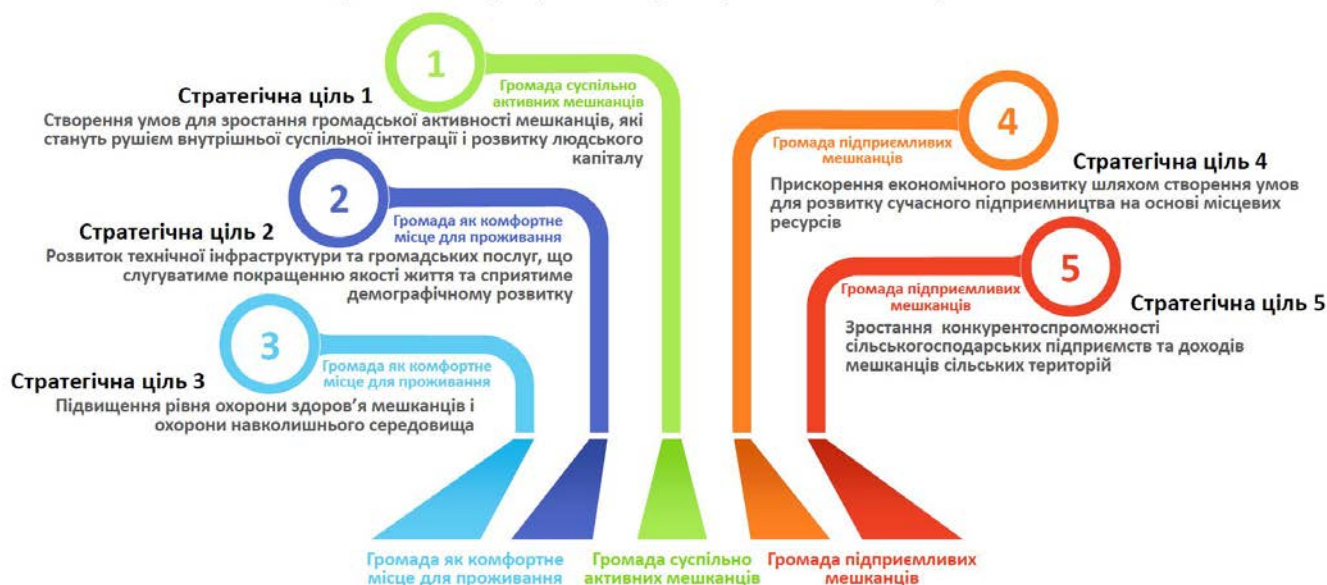 1
Громада суспільно
активних мешканців
Стратегічна ціль 1
Створення умов для зростання громадської активності мешканців, які
стануть рушієм внутрішньої суспільної інтеграції і розвитку людського
капіталу
2
Громада як комфортне
місце для проживання
Стратегічна ціль 2
Розвиток технічної інфраструктури та громадських послуг, що
слугуватиме покращенню якості життя та сприятиме
демографічному розвитку
3
Громада як комфортне
місце для проживання
Стратегічна ціль 3
Підвищення рівня охорони здоров’я мешканців і
охорони навколишнього середовища
4
Громада підприємливих
мешканців
Стратегічна ціль 4
Прискорення економічного розвитку шляхом створення умов
для розвитку сучасного підприємництва на основі місцевих
ресурсів
5
Громада підприємливих
мешканців
Стратегічна ціль 5
Зростання конкурентоспроможності
сільськогосподарських підприємств та доходів
мешканців сільських територій
Громада як комфортне
місце для проживання
Громада суспільно
активних мешканців
Громада підприємливих
мешканців